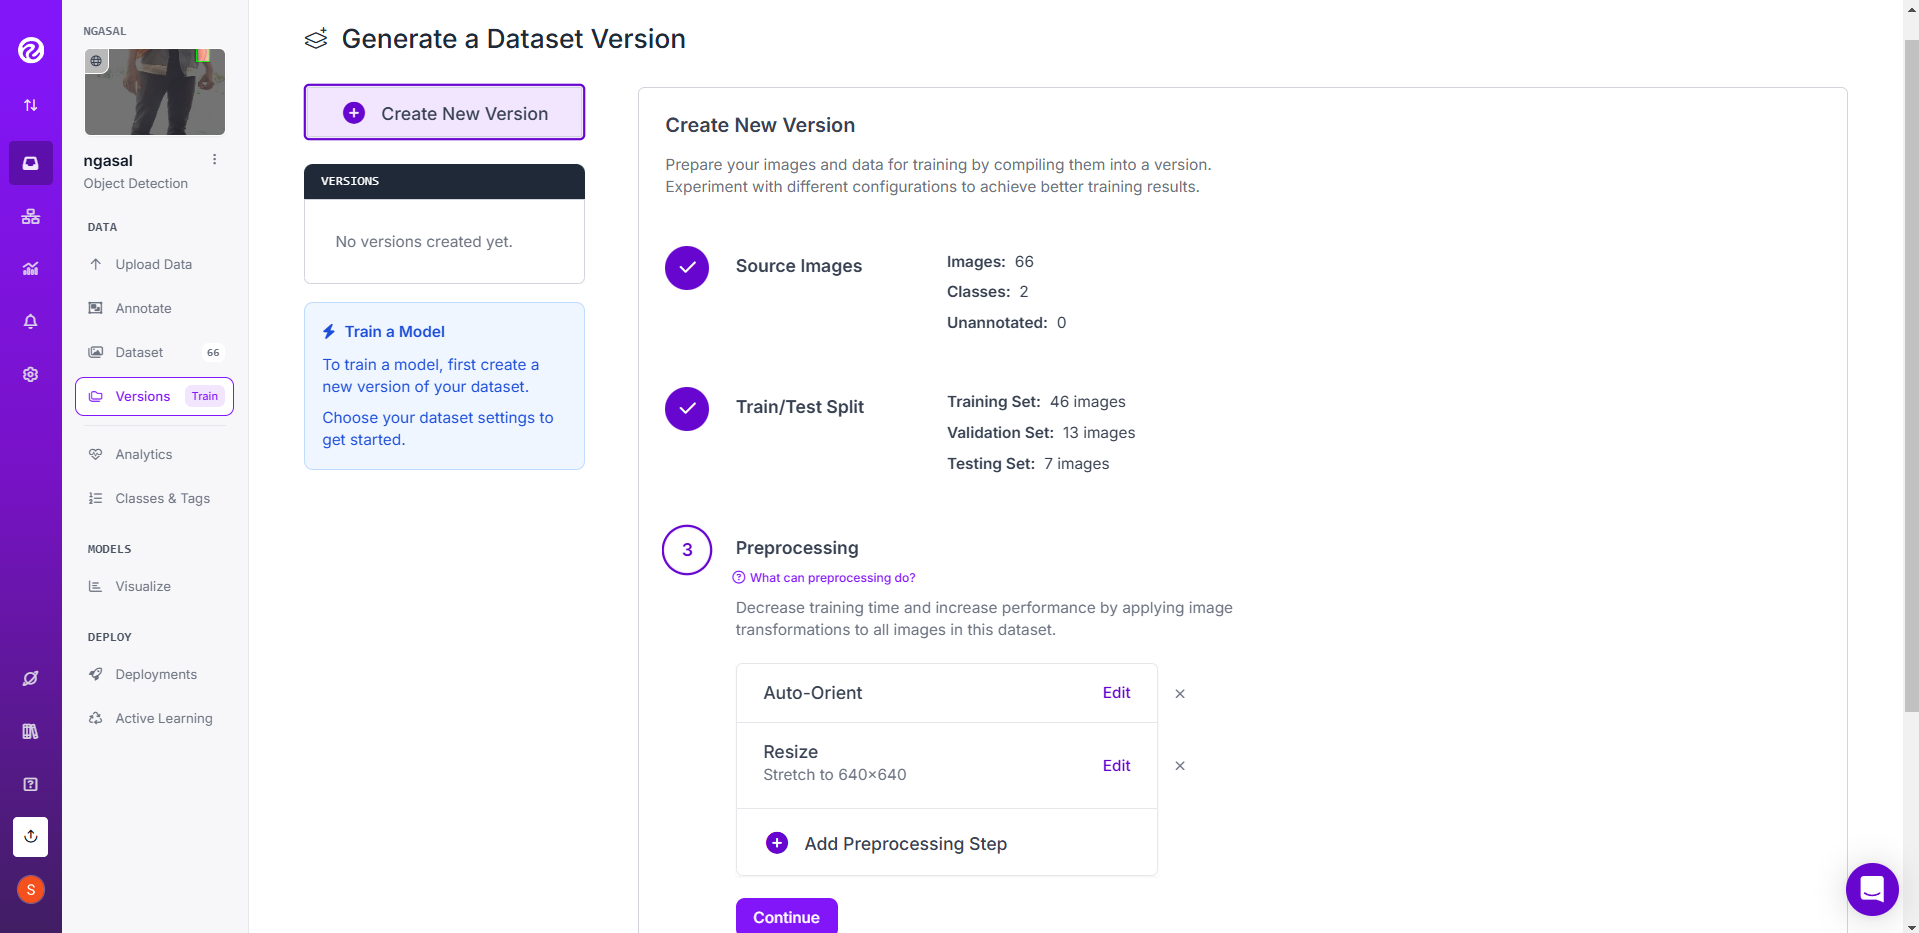 NGASAL
ngasal
Object Detection
DATA
Upload Data
Annotate
Dataset 66
Versions Train
Analytics
Classes & Tags
MODELS
Visualize
DEPLOY
Deployments
Active Learning
S
Generate a Dataset Version
Create New Version
VERSIONS
No versions created yet.
Train a Model
To train a model, first create a
new version of your dataset.
Choose your dataset settings to
get started.
Create New Version
Prepare your images and data for training by compiling them into a version.
Experiment with different configurations to achieve better training results.
Source Images
Images: 66
Classes: 2
Unannotated: 0
Train/Test Split
Training Set: 46 images
Validation Set: 13 images
Testing Set: 7 images
3
Preprocessing
What can preprocessing do?
Decrease training time and increase performance by applying image
transformations to all images in this dataset.
Auto-Orient Edit
Resize
Stretch to 640×640
Edit
Add Preprocessing Step
Continue